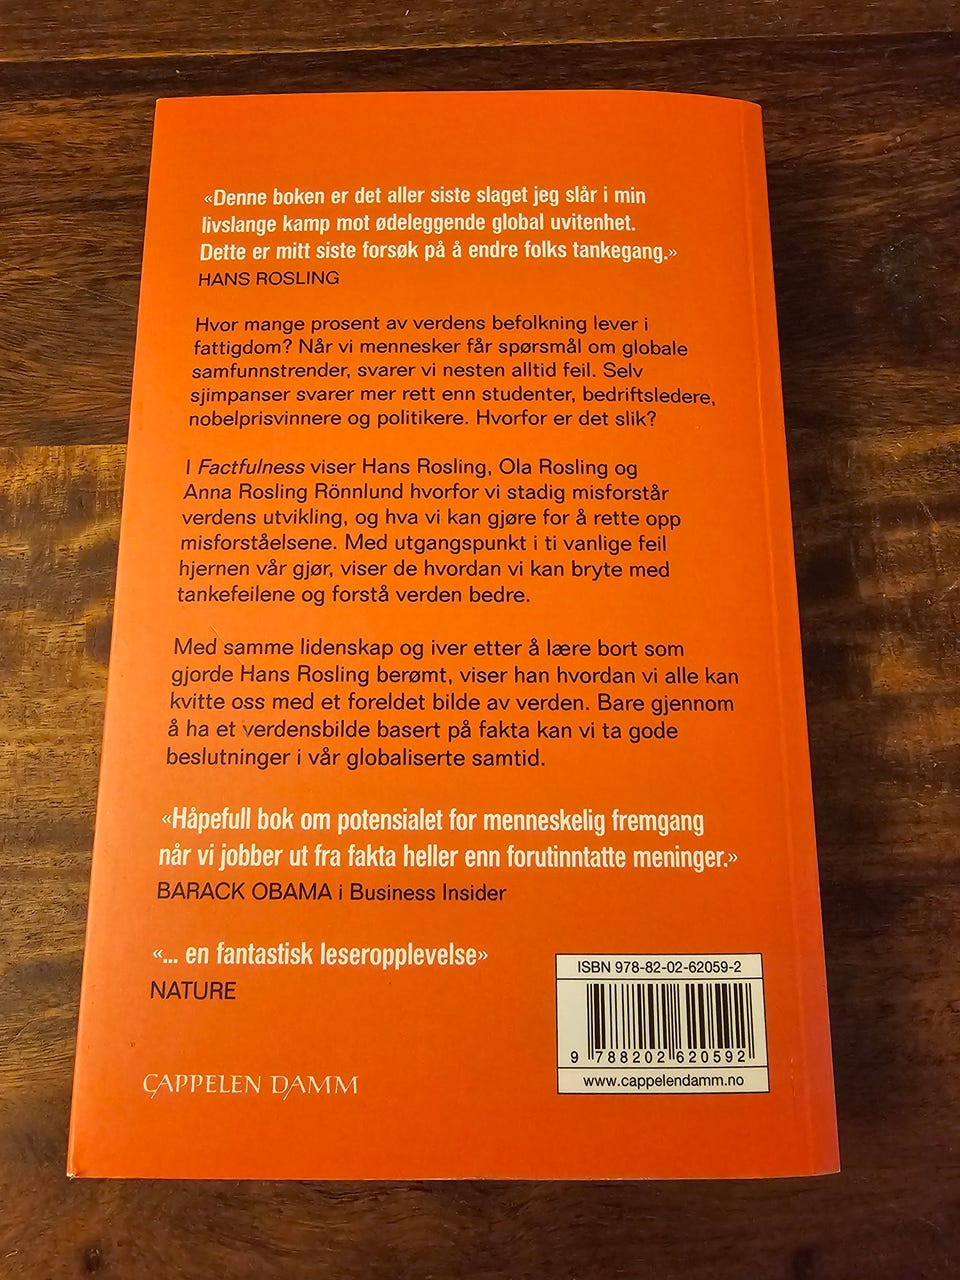 «Denne boken er det aller siste slaget jeg slår i min
livslange kamp mot ødeleggende global uvitenhet.
Dette er mitt siste forsøk på å endre folks tankegang.»
HANS ROSLING
Hvor mange prosent av verdens befolkning lever i
fattigdom? Når vi mennesker får spørsmål om globale
samfunnstrender, svarer vi nesten alltid feil. Selv
sjimpanser svarer mer rett enn studenter, bedriftsledere,
nobelprisvinnere og politikere. Hvorfor er det slik?
I Factfulness viser Hans Rosling, Ola Rosling og
Anna Rosling Rönnlund hvorfor vi stadig misforstår
verdens utvikling, og hva vi kan gjøre for å rette opp
misforståelsene. Med utgangspunkt i ti vanlige feil
hjernen vår gjør, viser de hvordan vi kan bryte med
tankefeilene og forstå verden bedre.
Med samme lidenskap og iver etter å lære bort som
gjorde Hans Rosling berømt, viser han hvordan vi alle kan
kvitte oss med et foreldet bilde av verden. Bare gjennom
å ha et verdensbilde basert på fakta kan vi ta gode
beslutninger i vår globaliserte samtid.
«Håpefull bok om potensialet for menneskelig fremgang
når vi jobber ut fra fakta heller enn forutinntatte meninger.»
BARACK OBAMA i Business Insider
«... en fantastisk leseropplevelse»
NATURE
ISBN 978-82-02-62059-2
9 788202 620592
www.cappelendamm.no
CAPPELEN DAMM